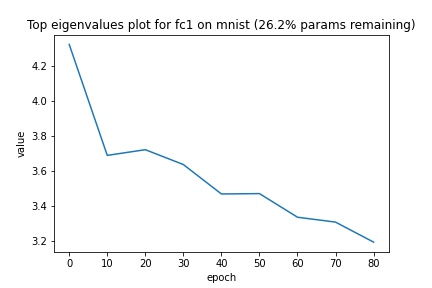 Top eigenvalues plot for fc1 on mnist (26.2% params remaining)
value
4.2
4.0
3.8
3.6
3.4
3.2
0 10 20 30 40 50 60 70 80
epoch